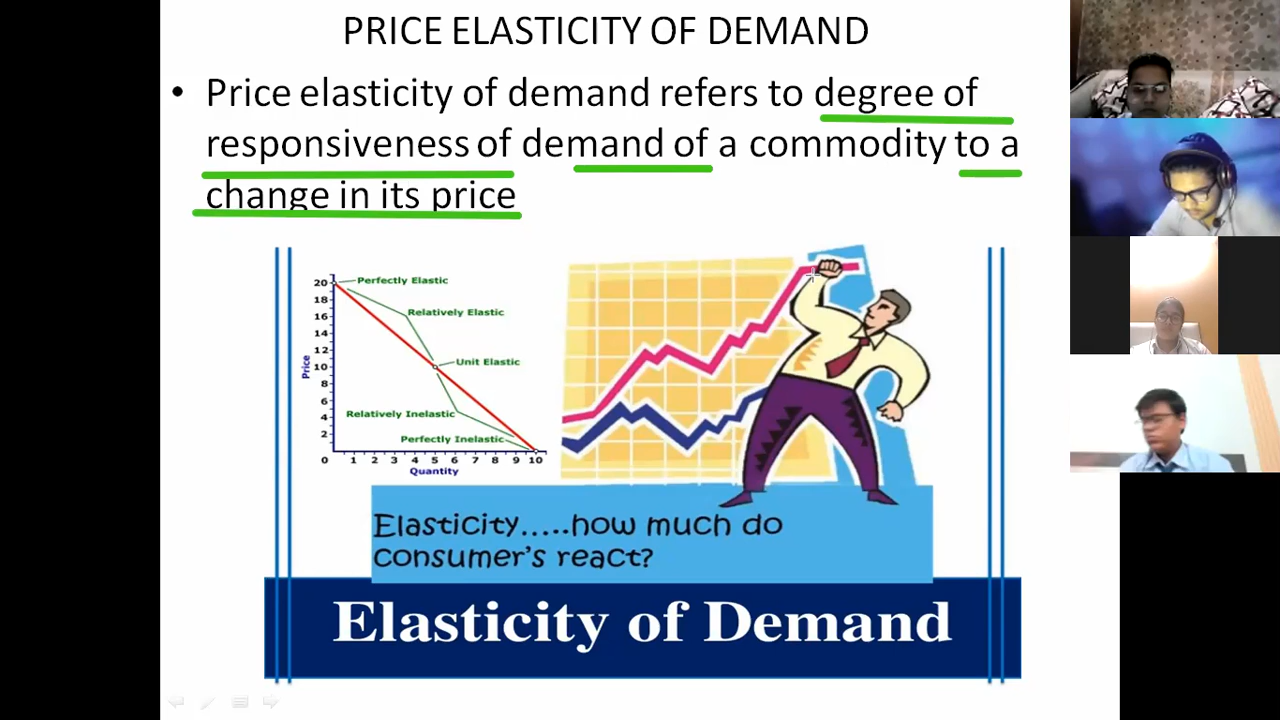 PRICE ELASTICITY OF DEMAND
• Price elasticity of demand refers to degree of
responsiveness of demand of a commodity to a
change in its price
20
18
16
14
12
10
8
6
4
2
0
Price
Perfectly Elastic
Relatively Elastic
Unit Elastic
Relatively Inelastic
Perfectly Inelastic
1 2 3 4 5 6 7 8 9 10
Quantity
Elasticity.....how much do
consumer's react?
Elasticity of Demand